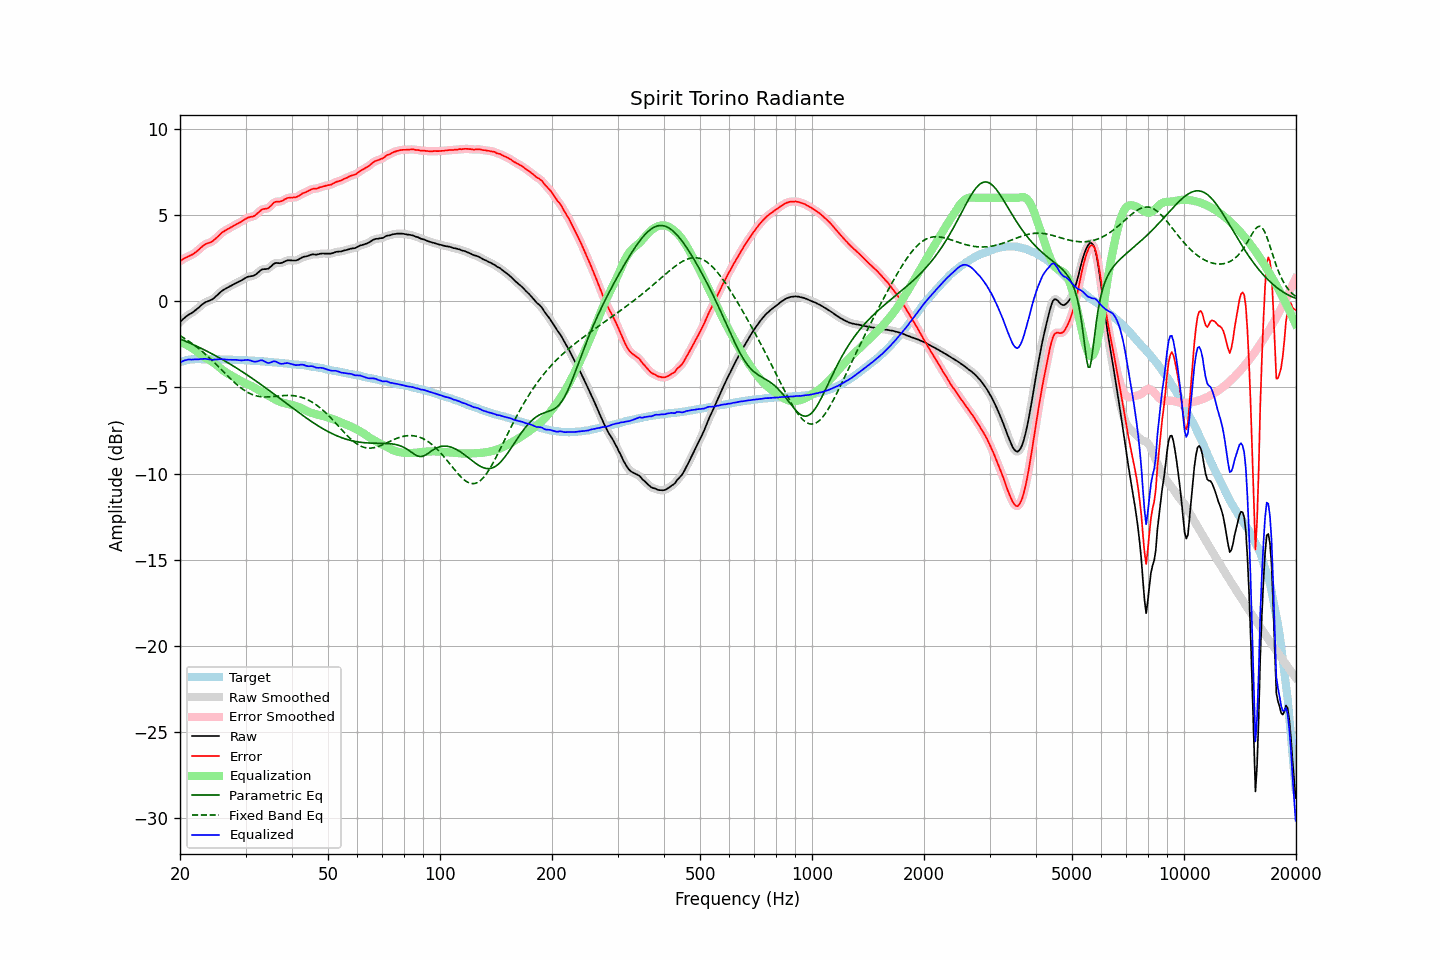 Spirit Torino Radiante
Amplitude (dBr)
10
5
0
−5
−10
−15
−20
−25
−30
Target
Raw Smoothed
Error Smoothed
Raw
Error
Equalization
Parametric Eq
Fixed Band Eq
Equalized
20 50 100 200 500 1000 2000 5000 10000 20000
Frequency (Hz)